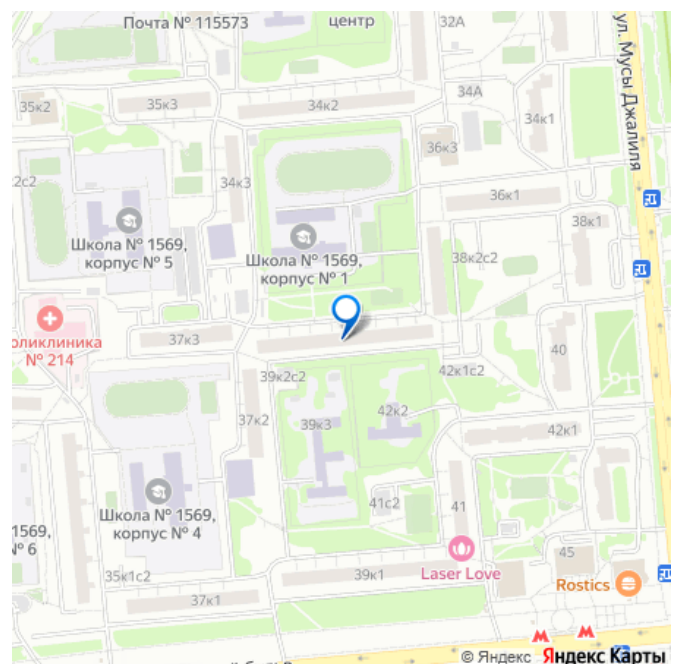 Почта № 115573
центр
32А
34А
35к2
35к3
34к2
34к1
ул. Мусы Джалиля
36к3
34к3
36к1
38к1
Школа № 1569,
корпус № 5
Школа № 1569,
корпус № 1
38к2с2
оликлиника
№ 214
37к3
40
39к2с2
42к1с2
37к2
39к3
42к2
42к1
Школа № 1569,
корпус № 4
1569,
№ 6
41с2
41
35к1с2
39к1
Laser Love
45
Rostics
37к1
© Яндекс Яндекс Карты